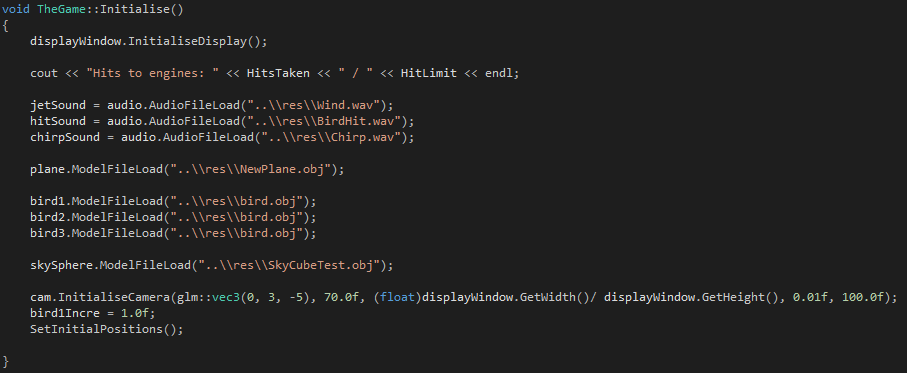 void TheGame::Initialise()
{
displayWindow.InitialiseDisplay();
cout << "Hits to engines: " << HitsTaken << " / " << HitLimit << endl;
jetSound = audio.AudioFileLoad("..\\res\\Wind.wav");
hitSound = audio.AudioFileLoad("..\\res\\BirdHit.wav");
chirpSound = audio.AudioFileLoad("..\\res\\Chirp.wav");
plane.ModelFileLoad("..\\res\\NewPlane.obj");
bird1.ModelFileLoad("..\\res\\bird.obj");
bird2.ModelFileLoad("..\\res\\bird.obj");
bird3.ModelFileLoad("..\\res\\bird.obj");
skySphere.ModelFileLoad("..\\res\\SkyCubeTest.obj");
cam.InitialiseCamera(glm::vec3(0, 3, -5), 70.0f, (float)displayWindow.GetWidth()/ displayWindow.GetHeight(), 0.01f, 100.0f);
bird1Incre = 1.0f;
SetInitialPositions();
}